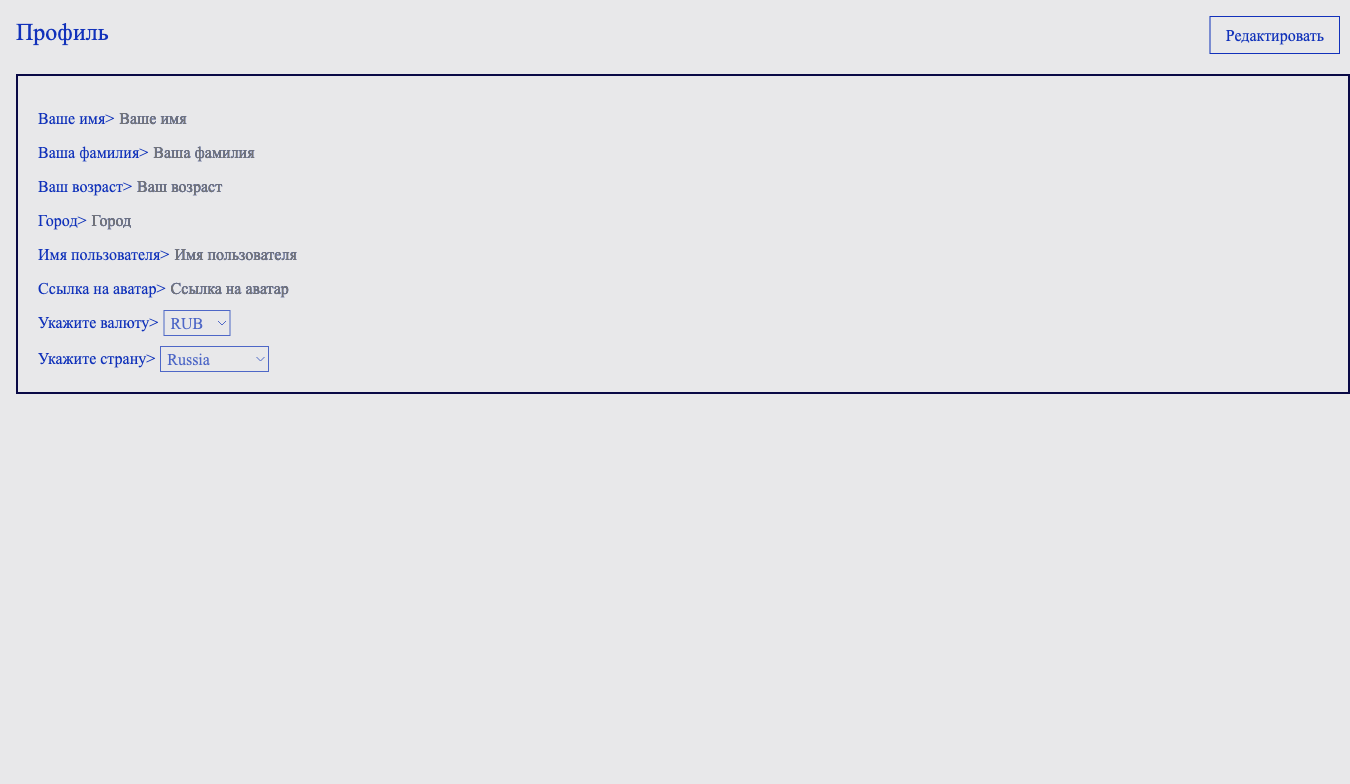 Профиль
Редактировать
Ваше имя> Ваше имя
Ваша фамилия> Ваша фамилия
Ваш возраст> Ваш возраст
Город> Город
Имя пользователя> Имя пользователя
Ссылка на аватар> Ссылка на аватар
Укажите валюту> RUB
Укажите страну> Russia